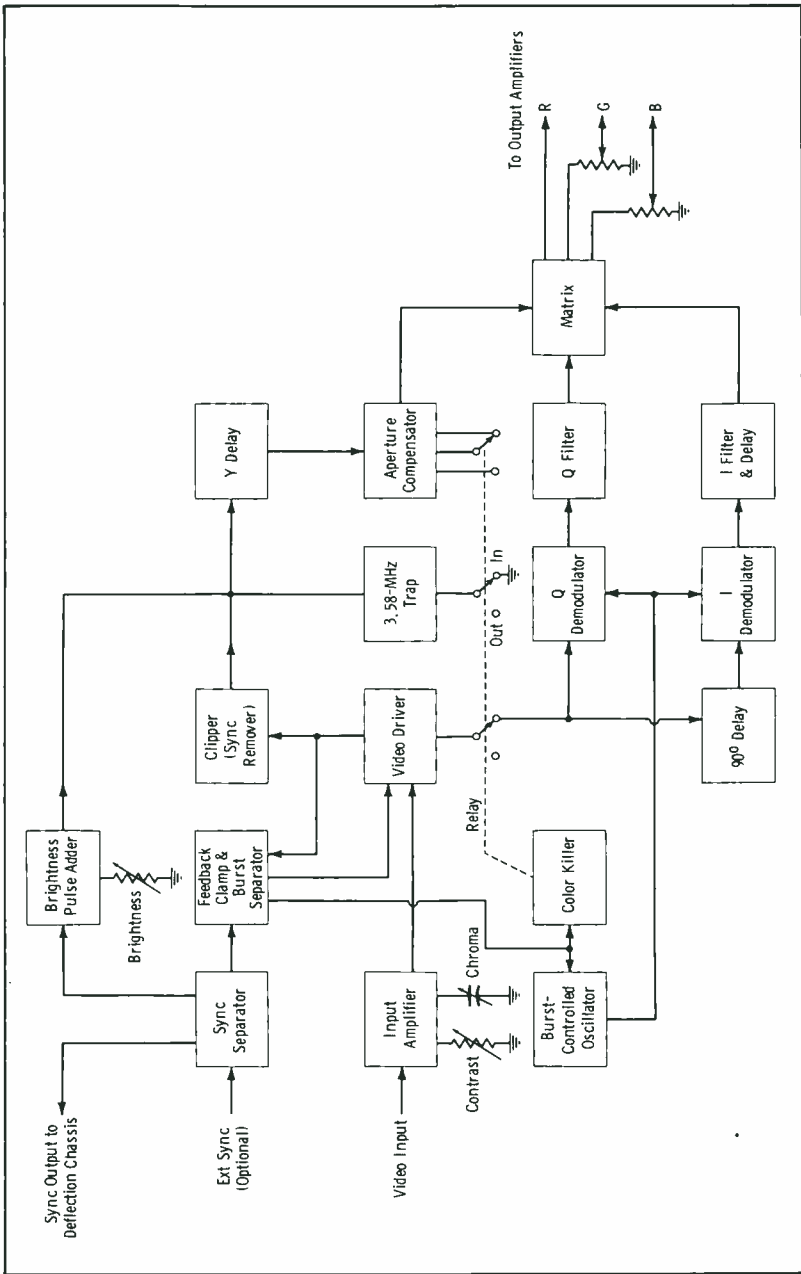 Sync Output to
Deflection Chassis
Ext Sync
(Optional)
Video Input
Sync
Separator
Brightness
Pulse Adder
Brightness
Feedback
Clamp &
Burst
Separator
Input
Amplifier
Contrast
Chroma
Burst-
Controlled
Oscillator
Color Killer
Relay
Clipper
(Sync
Remover)
Video Driver
3.58-MHz
Trap
Out
In
Y Delay
Aperture
Compensator
90° Delay
Q
Demodulator
I
Demodulator
Q Filter
I Filter
& Delay
Matrix
To Output Amplifiers
R
G
B